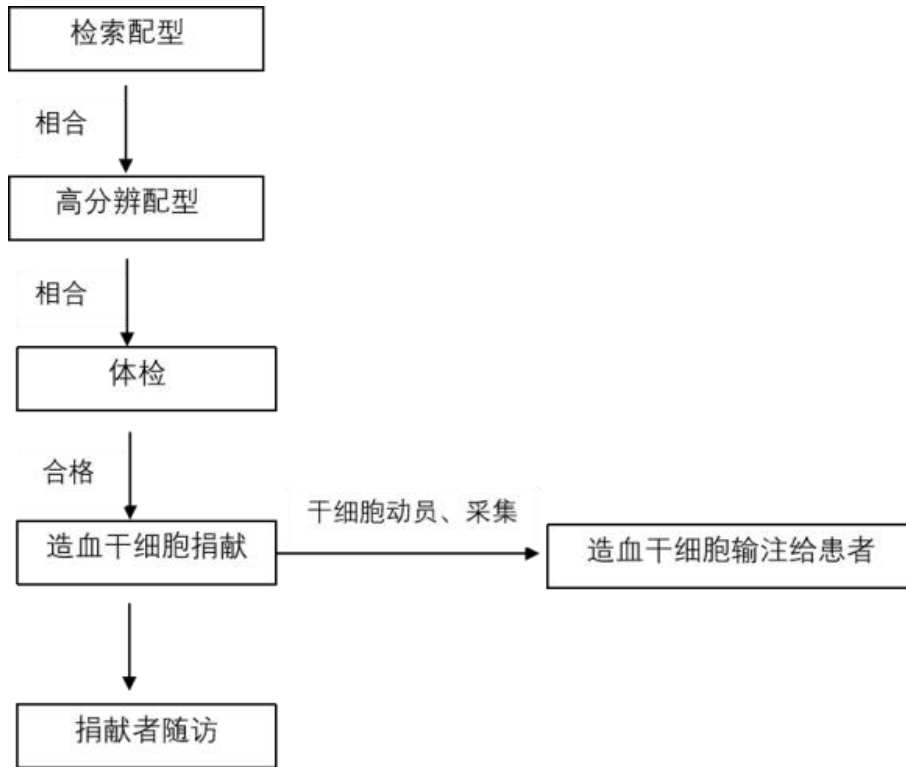 检索配型
相合
高分辨配型
相合
体检
合格
干细胞动员、采集
造血干细胞捐献
造血干细胞输注给患者
捐献者随访